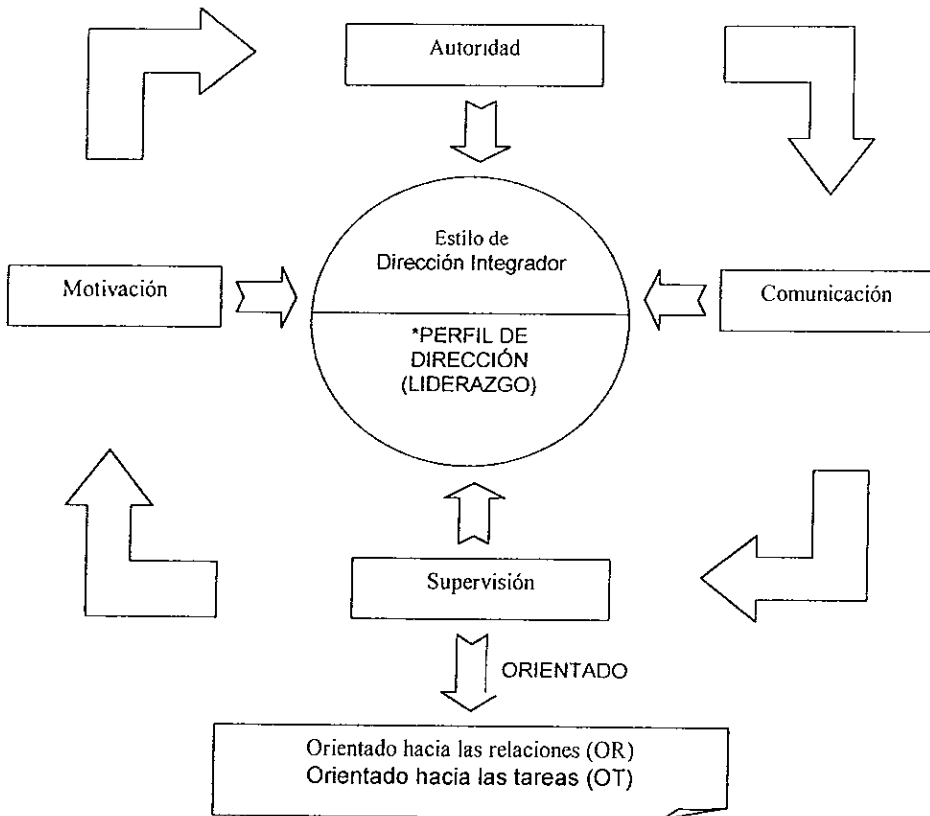 Autoridad
Estilo de
Dirección Integrador
Motivación
Comunicación
*PERFIL DE
DIRECCIÓN
(LIDERAZGO)
Supervisión
ORIENTADO
Orientado hacia las relaciones (OR)
Orientado hacia las tareas (OT)